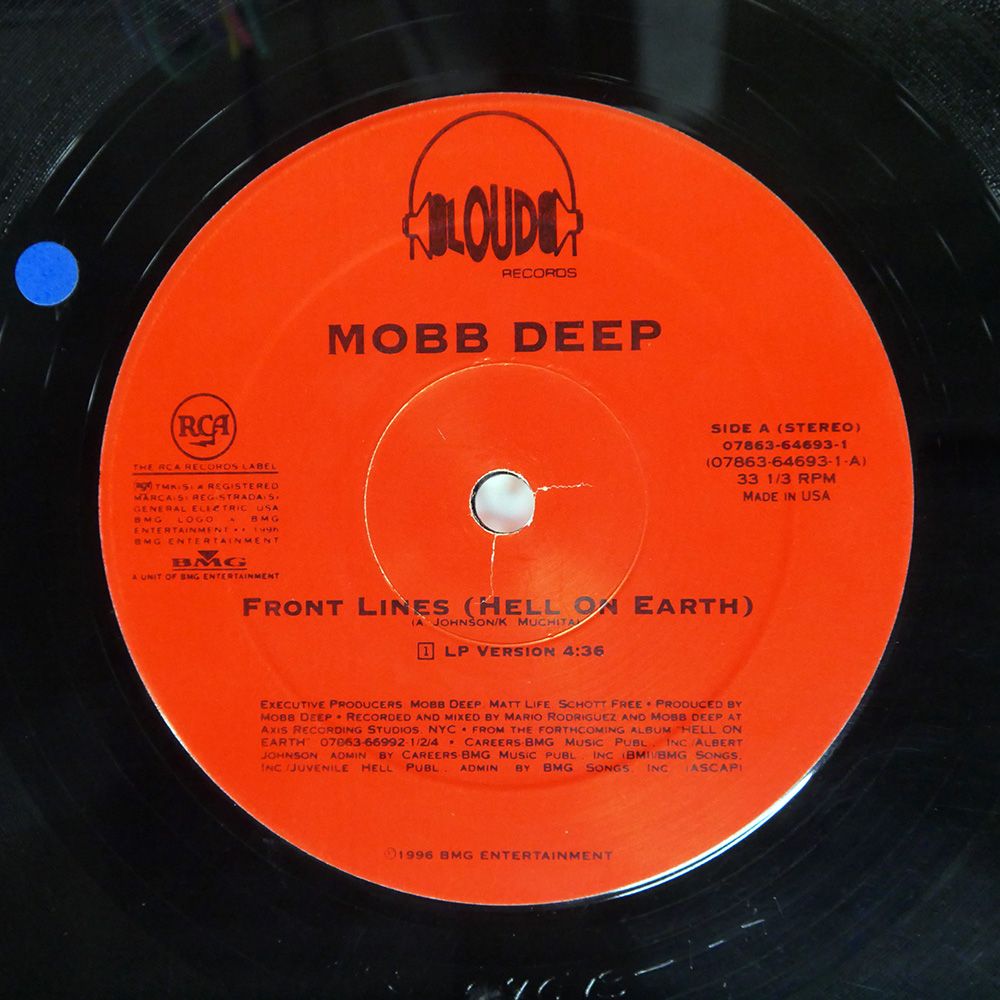 LOUD
RECORDS
MOBB DEEP
RCA
THE RCA RECORDS LABEL
TMK(S) ® REGISTERED
MARCA(S) REGISTRADA(S)
GENERAL ELECTRIC, USA
BMG LOGO ® BMG
ENTERTAINMENT • 1996
BMG ENTERTAINMENT
BMG
A UNIT OF BMG ENTERTAINMENT
SIDE A (STEREO)
07863-64693-1
(07863-64693-1-A)
33 1/3 RPM
MADE IN USA
FRONT LINES (HELL ON EARTH)
(A JOHNSON/K MUCHITA)
1 LP VERSION 4:36
EXECUTIVE PRODUCERS MOBB DEEP, MATT LIFE, SCHOTT FREE • PRODUCED BY
MOBB DEEP • RECORDED AND MIXED BY MARIO RODRIGUEZ AND MOBB DEEP AT
AXIS RECORDING STUDIOS, NYC • FROM THE FORTHCOMING ALBUM "HELL ON
EARTH" 07863-66992-1/2/4 • CAREERS-BMG MUSIC PUBL., INC /ALBERT
JOHNSON ADMIN BY CAREERS-BMG MUSIC PUBL., INC (BMI)/BMG SONGS,
INC /JUVENILE HELL PUBL., ADMIN BY BMG SONGS, INC (ASCAP)
℗1996 BMG ENTERTAINMENT